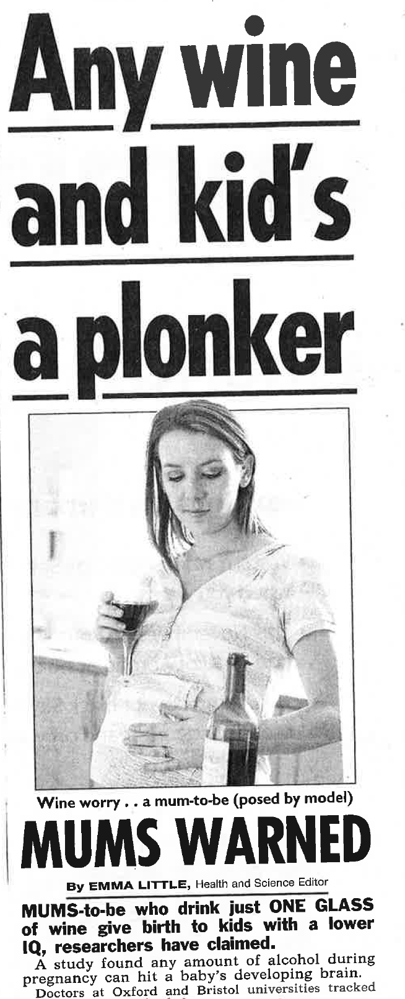 Any wine
and kid's
a plonker
Wine worry . . a mum-to-be (posed by model)
MUMS WARNED
By EMMA LITTLE, Health and Science Editor
MUMS-to-be who drink just ONE GLASS
of wine give birth to kids with a lower
IQ, researchers have claimed.
A study found any amount of alcohol during
pregnancy can hit a baby's developing brain.
Doctors at Oxford and Bristol universities tracked